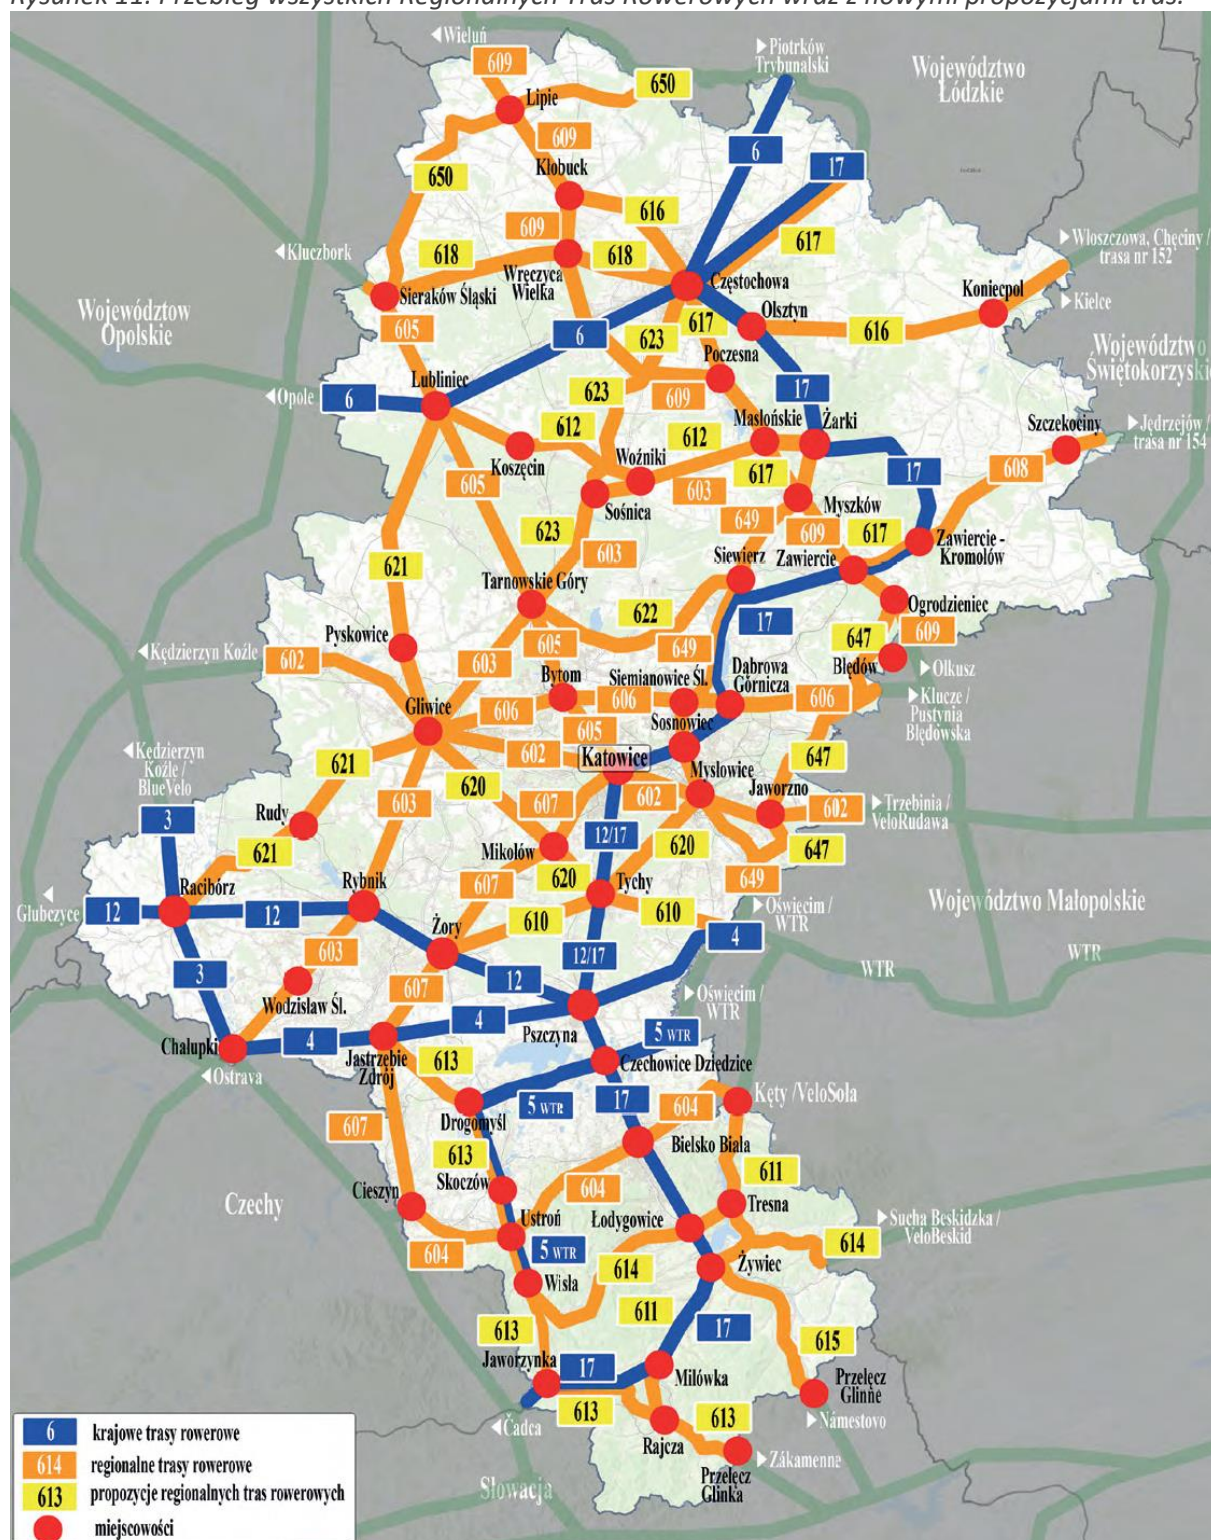 Rysunek 11. Przebieg wszystkich Regionalnych Tras Rowerowych wraz z nowymi propozycjami tras.
Wieluń
609
Piotrków
Trybunalski
Województwo
Łódzkie
650
Lipie
609
6
17
Kłobuck
650
616
609
617
Włoszczowa, Chęciny /
trasa nr 152
Kluczbork
618
618
Wręczyca
Wielka
Częstochowa
Koniecpol
Kielce
Sieraków Śląski
Olsztyn
Województow
Opolskie
605
6
623
617
616
Województwo
Świętokorzyskie
Poczesna
Lubliniec
Opole
6
623
609
17
Masłońskie
Żarki
Szczekociny
Jędrzejów /
trasa nr 154
612
612
Koszęcin
Woźniki
617
17
608
605
603
Myszków
Sośnica
649
609
617
623
603
Siewierz
Zawiercie
Zawiercie -
Kromołów
621
Tarnowskie Góry
622
17
Ogrodzieniec
Pyskowice
605
649
647
609
Kędzierzyn Koźle
602
603
Bytom
Siemianowice Śl.
Dąbrowa
Górnicza
Błędów
Olkusz
Gliwice
606
606
606
Klucze /
Pustynia
Błędowska
605
Sosnowiec
Kędzierzyn
Koźle /
BlueVelo
621
602
Katowice
Mysłowice
647
620
Jaworzno
603
607
602
602
Trzebinia /
VeloRudawa
3
Rudy
12/17
621
Mikołów
620
647
Racibórz
Rybnik
607
620
Tychy
649
Głubczyce
12
12
610
610
Oświęcim /
WTR
Województwo Małopolskie
Żory
4
WTR
WTR
603
12/17
3
12
Wodzisław Śl.
607
Oświęcim /
WTR
4
Pszczyna
5 WTR
Chałupki
4
Jastrzębie
Zdrój
613
Czechowice Dziedzice
Ostrava
5 WTR
17
604
Kęty /VeloSoła
Drogomyśl
607
613
Bielsko Biała
611
Skoczów
604
Cieszyn
Tresna
Czechy
Ustroń
Łodygowice
Sucha Beskidzka /
VeloBeskid
604
5 WTR
614
614
Żywiec
Wisła
611
613
17
615
Jaworzynka
17
Milówka
Przełęcz
Glinne
613
613
Námestovo
Čadca
Rajcza
Zákamenne
Przełęcz
Glinka
Słowacja
6 krajowe trasy rowerowe
614 regionalne trasy rowerowe
613 propozycje regionalnych tras rowerowych
miejscowości